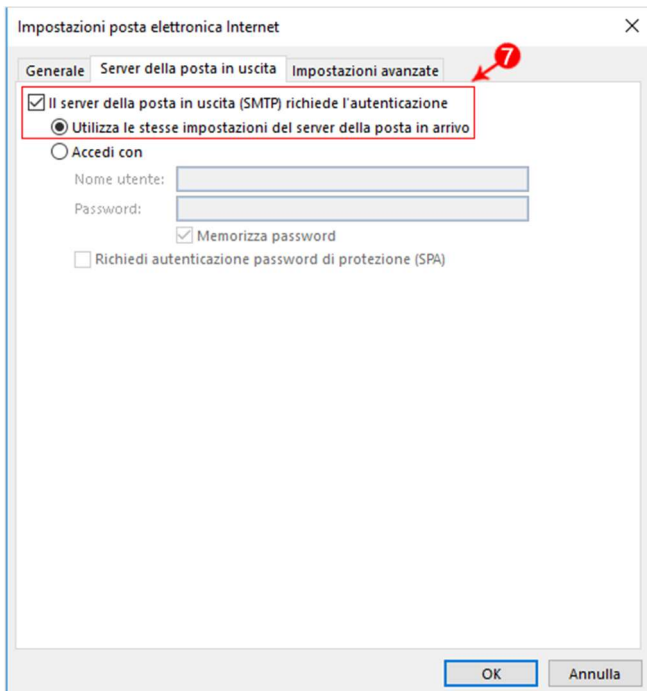 Impostazioni posta elettronica Internet
Generale Server della posta in uscita Impostazioni avanzate
7
Il server della posta in uscita (SMTP) richiede l'autenticazione
Utilizza le stesse impostazioni del server della posta in arrivo
Accedi con
Nome utente:
Password:
Memorizza password
Richiedi autenticazione password di protezione (SPA)
OK Annulla